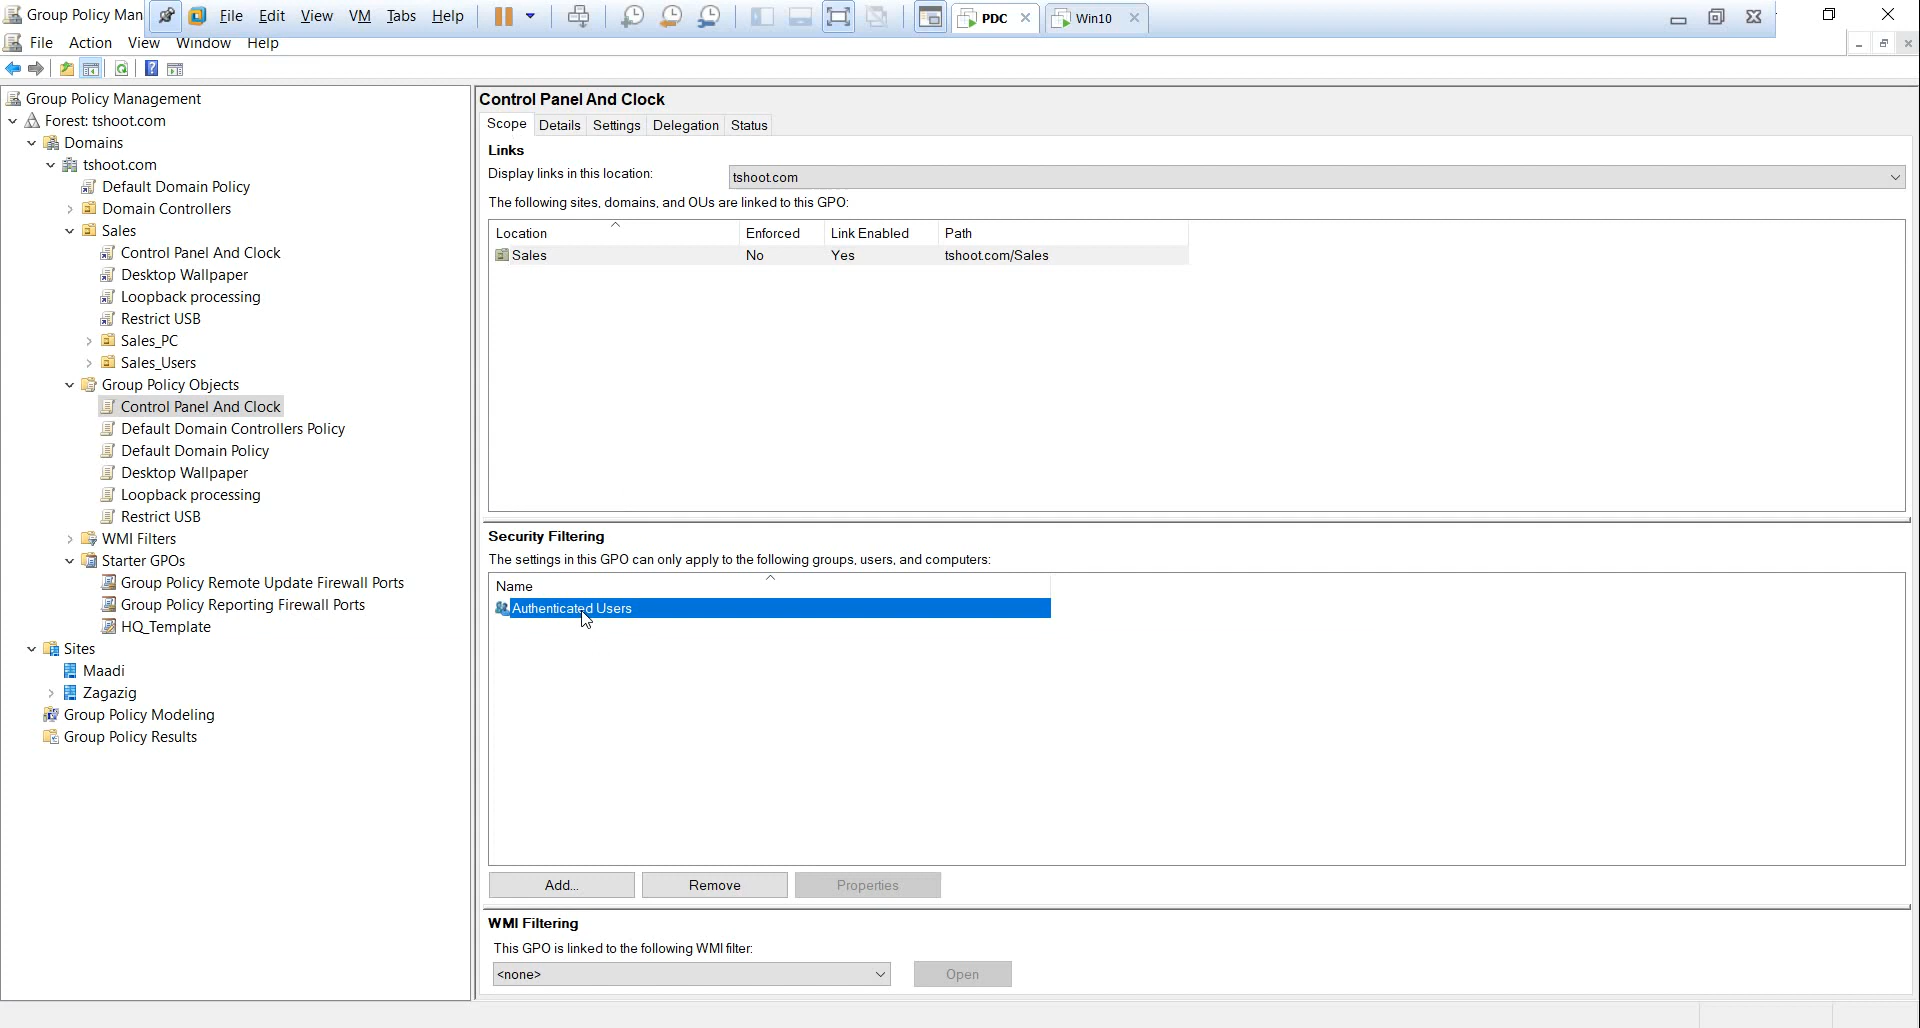 Group Policy Man
File Edit View VM Tabs Help
PDC
Win10
File Action View Window Help
Group Policy Management
Forest: tshoot.com
Domains
tshoot.com
Default Domain Policy
Domain Controllers
Sales
Control Panel And Clock
Desktop Wallpaper
Loopback processing
Restrict USB
Sales_PC
Sales_Users
Group Policy Objects
Control Panel And Clock
Default Domain Controllers Policy
Default Domain Policy
Desktop Wallpaper
Loopback processing
Restrict USB
WMI Filters
Starter GPOs
Group Policy Remote Update Firewall Ports
Group Policy Reporting Firewall Ports
HQ_Template
Sites
Maadi
Zagazig
Group Policy Modeling
Group Policy Results
Control Panel And Clock
Scope Details Settings Delegation Status
Links
Display links in this location: tshoot.com
The following sites, domains, and OUs are linked to this GPO:
Location Enforced Link Enabled Path
Sales No Yes tshoot.com/Sales
Security Filtering
The settings in this GPO can only apply to the following groups, users, and computers:
Name
Authenticated Users
Add... Remove Properties
WMI Filtering
This GPO is linked to the following WMI filter:
<none> Open